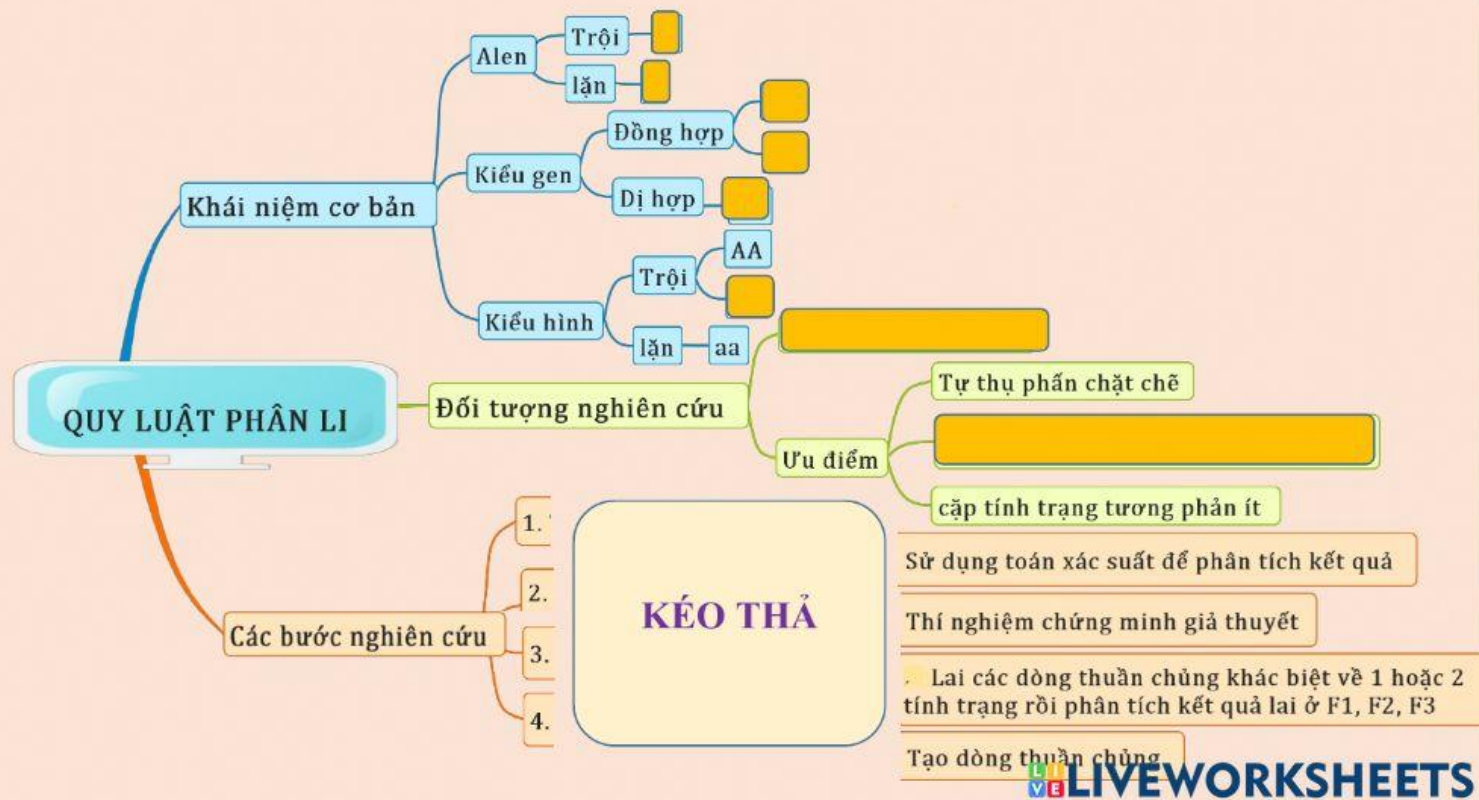 Alen
Trội
lặn
Kiểu gen
Đồng hợp
Dị hợp
Khái niệm cơ bản
Kiểu hình
Trội
AA
lặn
aa
QUY LUẬT PHÂN LI
Đối tượng nghiên cứu
Ưu điểm
Tự thụ phấn chặt chẽ
cặp tính trạng tương phản ít
Các bước nghiên cứu
1.
2.
3.
4.
KÉO THẢ
Sử dụng toán xác suất để phân tích kết quả
Thí nghiệm chứng minh giả thuyết
Lai các dòng thuần chủng khác biệt về 1 hoặc 2
tính trạng rồi phân tích kết quả lai ở F1, F2, F3
Tạo dòng thuần chủng
LIVE LIVEWORKSHEETS